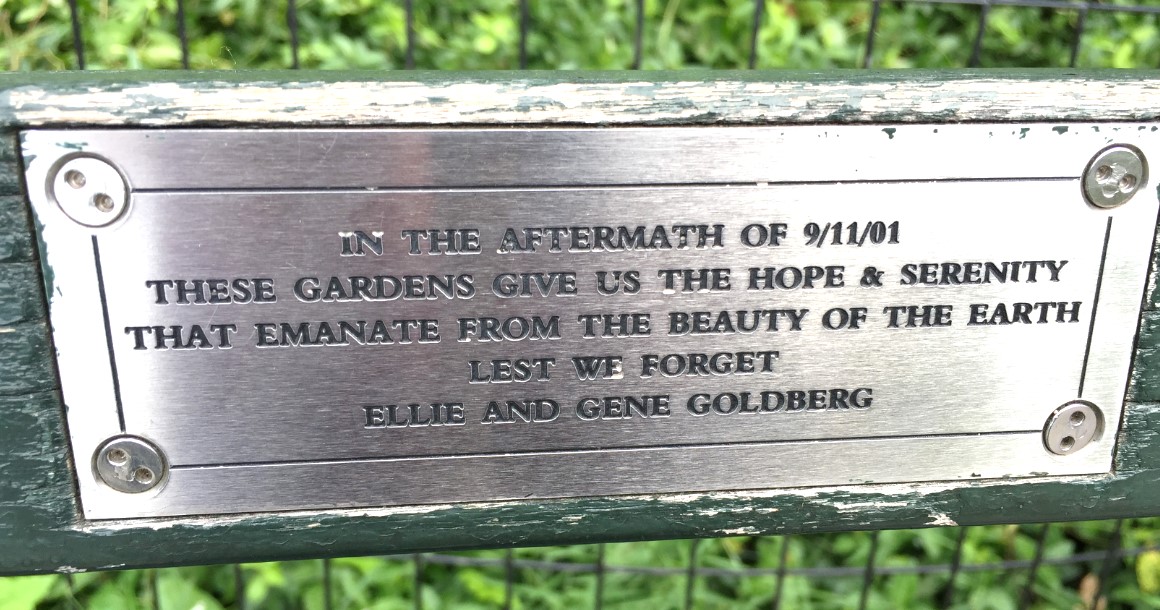 IN THE AFTERMATH OF 9/11/01
THESE GARDENS GIVE US THE HOPE & SERENITY
THAT EMANATE FROM THE BEAUTY OF THE EARTH
LEST WE FORGET
ELLIE AND GENE GOLDBERG